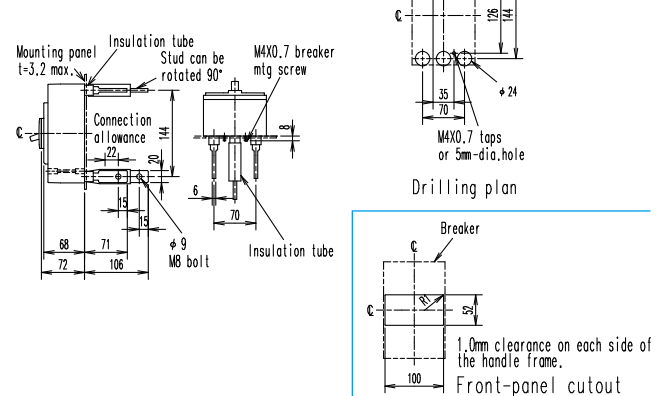 Mounting panel
t=3.2 max.
Insulation tube
Stud can be
rotated 90°
M4X0.7 breaker
mtg screw
℄
Connection
allowance
22
144
20
15
15
68
71
72
106
φ 9
M8 bolt
8
6
70
Insulation tube
℄
126
144
35
70
φ 24
M4X0.7 taps
or 5mm-dia.hole
Drilling plan
Breaker
℄
℄
R1
52
100
1.0mm clearance on each side of
the handle frame.
Front-panel cutout